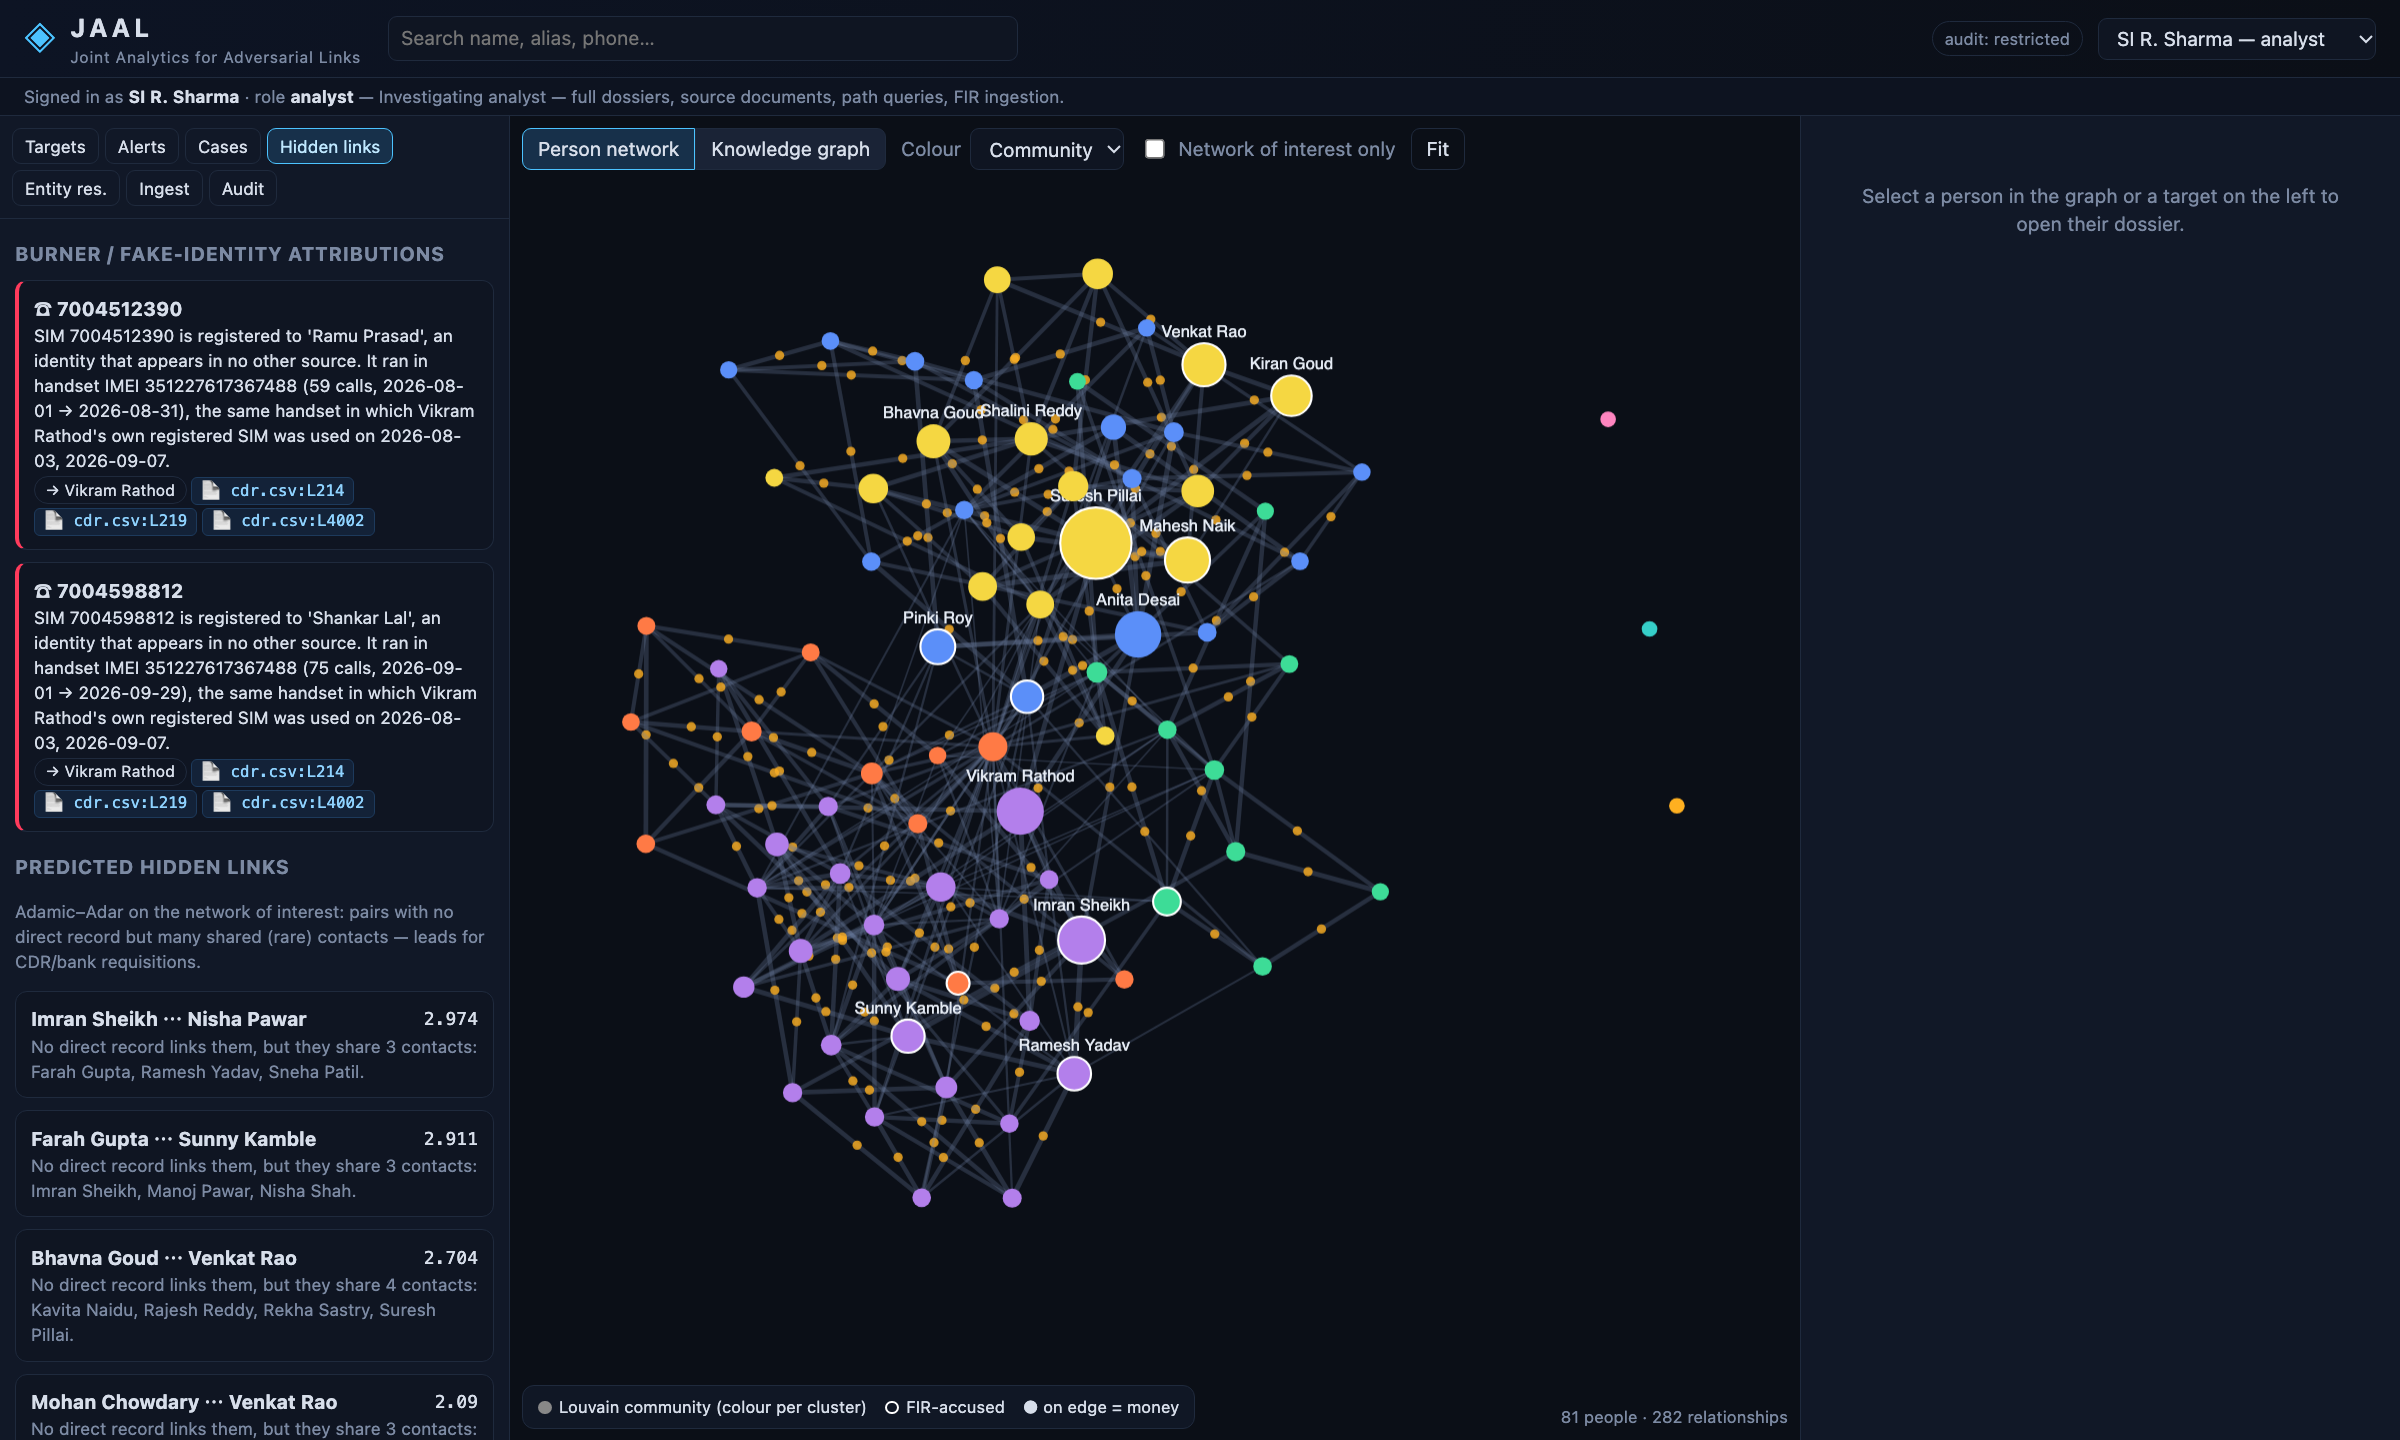 JAAL
Joint Analytics for Adversarial Links
Search name, alias, phone...
audit: restricted
SI R. Sharma — analyst
Signed in as SI R. Sharma · role analyst — Investigating analyst — full dossiers, source documents, path queries, FIR ingestion.
Targets
Alerts
Cases
Hidden links
Entity res.
Ingest
Audit
BURNER / FAKE-IDENTITY ATTRIBUTIONS
☎ 7004512390
SIM 7004512390 is registered to 'Ramu Prasad', an
identity that appears in no other source. It ran in
handset IMEI 351227617367488 (59 calls, 2026-08-
01 → 2026-08-31), the same handset in which Vikram
Rathod's own registered SIM was used on 2026-08-
03, 2026-09-07.
→ Vikram Rathod
cdr.csv:L214
cdr.csv:L219
cdr.csv:L4002
☎ 7004598812
SIM 7004598812 is registered to 'Shankar Lal', an
identity that appears in no other source. It ran in
handset IMEI 351227617367488 (75 calls, 2026-09-
01 → 2026-09-29), the same handset in which Vikram
Rathod's own registered SIM was used on 2026-08-
03, 2026-09-07.
→ Vikram Rathod
cdr.csv:L214
cdr.csv:L219
cdr.csv:L4002
PREDICTED HIDDEN LINKS
Adamic–Adar on the network of interest: pairs with no
direct record but many shared (rare) contacts — leads for
CDR/bank requisitions.
Imran Sheikh ··· Nisha Pawar 2.974
No direct record links them, but they share 3 contacts:
Farah Gupta, Ramesh Yadav, Sneha Patil.
Farah Gupta ··· Sunny Kamble 2.911
No direct record links them, but they share 3 contacts:
Imran Sheikh, Manoj Pawar, Nisha Shah.
Bhavna Goud ··· Venkat Rao 2.704
No direct record links them, but they share 4 contacts:
Kavita Naidu, Rajesh Reddy, Rekha Sastry, Suresh
Pillai.
Mohan Chowdary ··· Venkat Rao 2.09
No direct record links them, but they share 3 contacts:
Person network
Knowledge graph
Colour
Community
Network of interest only
Fit
Venkat Rao
Kiran Goud
Bhavna Goud
Shalini Reddy
Suresh Pillai
Mahesh Naik
Anita Desai
Pinki Roy
Vikram Rathod
Imran Sheikh
Sunny Kamble
Ramesh Yadav
Louvain community (colour per cluster)
FIR-accused
on edge = money
81 people · 282 relationships
Select a person in the graph or a target on the left to
open their dossier.